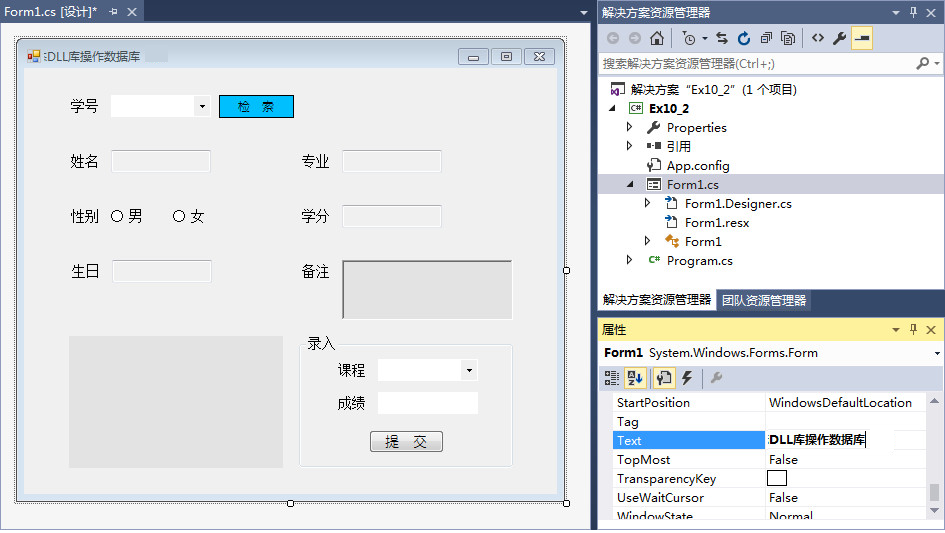 Form1.cs [设计]*
DLL库操作数据库
学号
检 索
姓名
专业
性别 男 女
学分
生日
备注
录入
课程
成绩
提 交
解决方案资源管理器
搜索解决方案资源管理器(Ctrl+;)
解决方案“Ex10_2”(1 个项目)
Ex10_2
Properties
引用
App.config
Form1.cs
Form1.Designer.cs
Form1.resx
Form1
Program.cs
解决方案资源管理器 团队资源管理器
属性
Form1 System.Windows.Forms.Form
StartPosition WindowsDefaultLocation
Tag
Text DLL库操作数据库
TopMost False
TransparencyKey
UseWaitCursor False
WindowState Normal